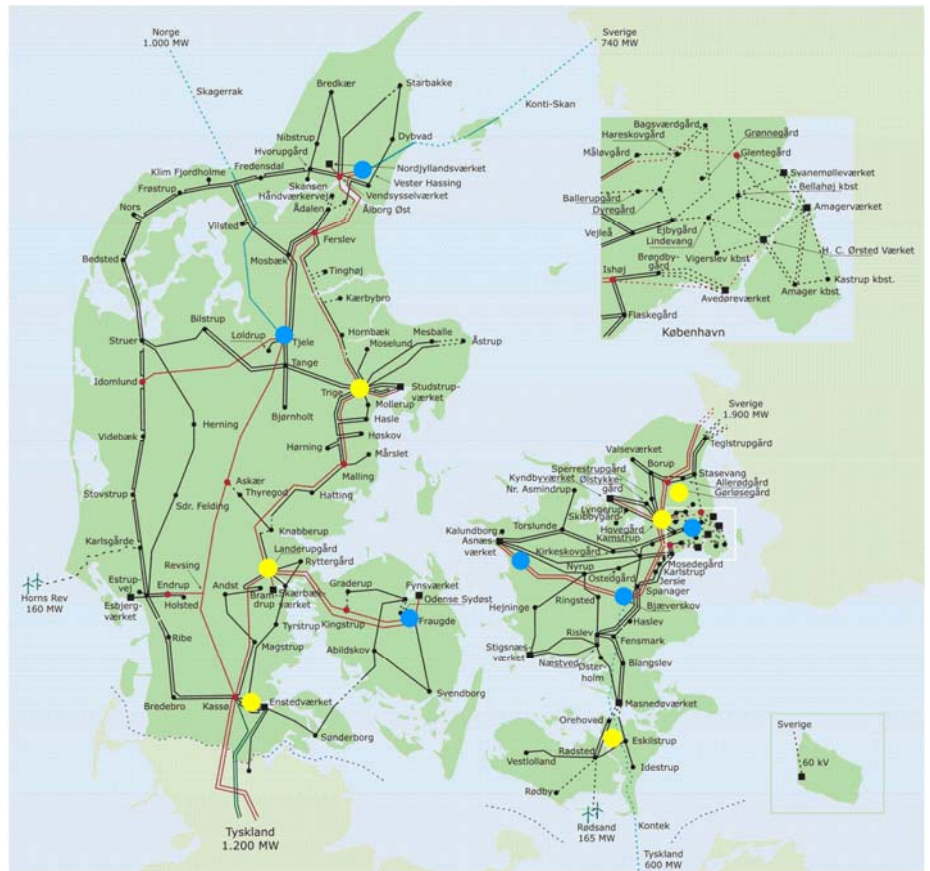 Norge
1.000 MW
Sverige
740 MW
Skagerrak
Bredkær
Starbakke
Konti-Skan
Nibstrup
Dybvad
Hvorupgård
Nordjyllandsværket
Klim Fjordholme
Fredensdal
Vester Hassing
Frøstrup
Skansen
Vendsysselværket
Håndværkervej
Ålborg Øst
Ådalen
Nors
Vilsted
Ferslev
Bedsted
Mosbæk
Tinghøj
Kærbybro
Bilstrup
Hornbæk
Mesballe
Struer
Loldrup
Tjele
Moselund
Åstrup
Tange
Idomlund
Trige
Studstrup-
værket
Bjørnholt
Mollerup
Herning
Hasle
Videbæk
Høskov
Hørning
Mårslet
Malling
Askær
Stovstrup
Thyregod
Hatting
Sdr. Felding
Knabberup
Karlsgårde
Landerupgård
Ryttergård
Revsing
Horns Rev
160 MW
Estrup-
vej
Endrup
Andst
Skærbæk-
værket
Bram-
drup
Graderup
Fynsværket
Esbjerg-
værket
Holsted
Odense Sydøst
Kingstrup
Fraugde
Tyrstrup
Ribe
Magstrup
Abildskov
Svendborg
Bredebro
Kassø
Enstedværket
Sønderborg
Tyskland
1.200 MW
Bagsværdgård
Hareskovgård
Grønnegård
Måløvgård
Glentegård
Svanemølleværket
Bellahøj kbst
Ballerupgård
Dyregård
Amagerværket
Vejleå
Ejbygård
Lindevang
H. C. Ørsted Værket
Vigerslev kbst
Brøndby-
gård
Ishøj
Kastrup kbst.
Amager kbst
Avedøreværket
Flaskegård
København
Sverige
1.900 MW
Teglstrupgård
Valseværket
Borup
Stasevang
Sperrestrupgård
Kyndbyværket
Ølstykke-
gård
Allerødgård
Gørløsegård
Nr. Asmindrup
Lyngerup
Skibbygård
Kalundborg
Torslunde
Hovegård
Kamstrup
Asnæs-
værket
Kirkeskovgård
Mosedegård
Nyrup
Karlstrup
Ostedgård
Jersie
Spanager
Hejninge
Ringsted
Bjæverskov
Haslev
Rislev
Fensmark
Stigsnæs-
værket
Næstved
Øster-
holm
Blangslev
Masnedøværket
Orehoved
Eskilstrup
Radsted
Vestlolland
Idestrup
Rødby
Rødsand
165 MW
Kontek
Tyskland
600 MW
Sverige
60 kV